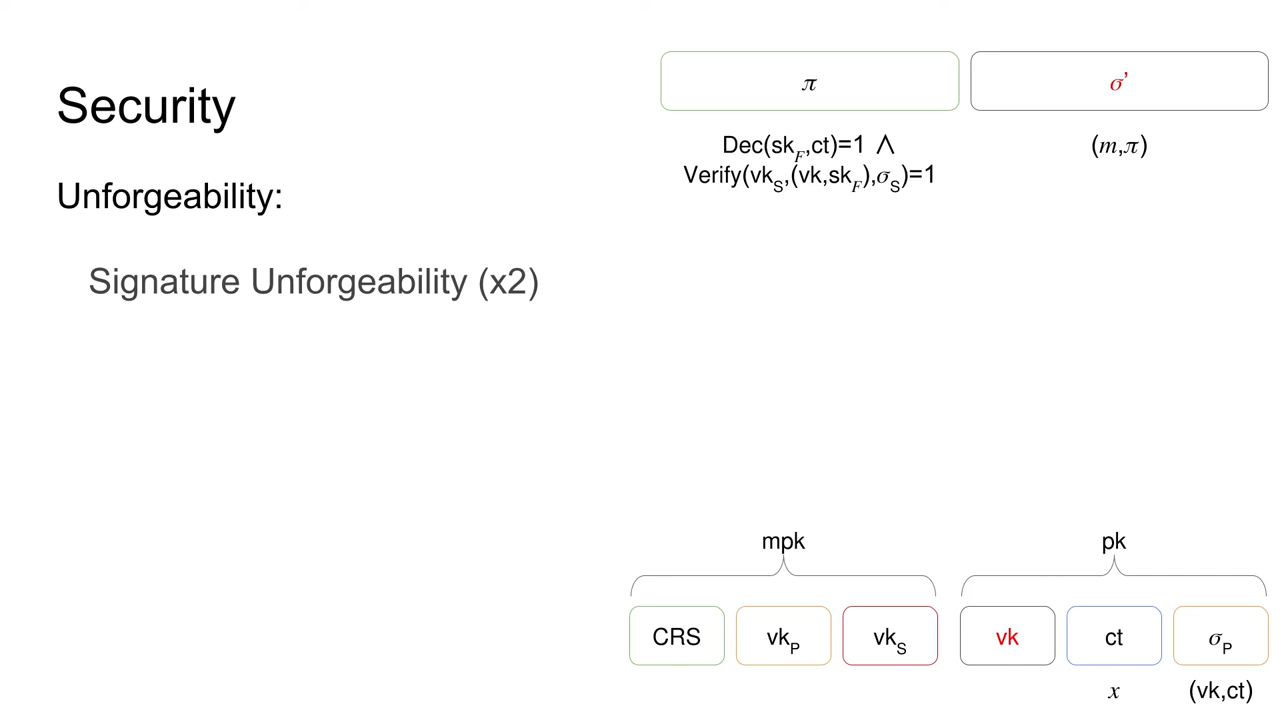 Security
Unforgeability:
Signature Unforgeability (x2)
π
σ’
Dec(sk_F,ct)=1 ∧
Verify(vk_S,(vk,sk_F),σ_S)=1
(m,π)
mpk
pk
CRS
vk_P
vk_S
vk
ct
σ_P
x
(vk,ct)